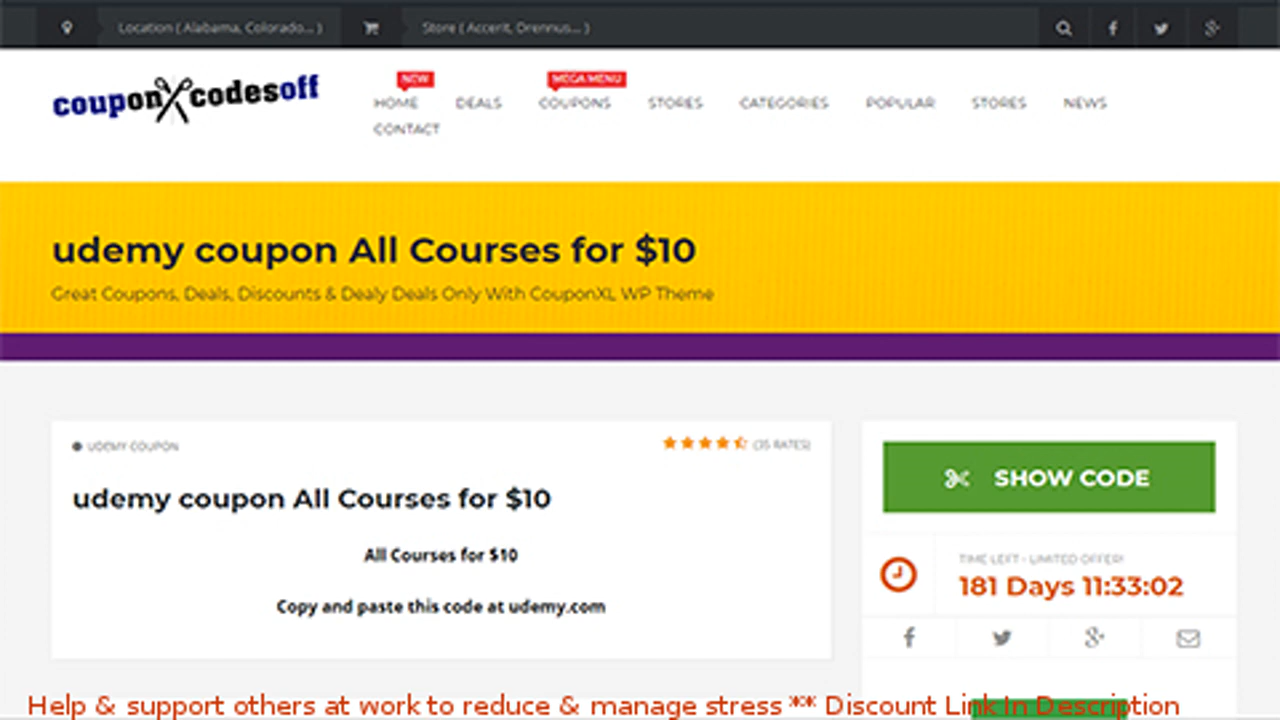 Location ( Alabama, Colorado... )
Store ( Accent, Drennus... )
couponcodesoff
NEW
MEGA MENU
HOME DEALS COUPONS STORES CATEGORIES POPULAR STORES NEWS
CONTACT
udemy coupon All Courses for $10
Great Coupons, Deals, Discounts & Dealy Deals Only With CouponXL WP Theme
UDEMY COUPON
(35 RATES)
udemy coupon All Courses for $10
All Courses for $10
Copy and paste this code at udemy.com
SHOW CODE
TIME LEFT - LIMITED OFFER!
181 Days 11:33:02
Help & support others at work to reduce & manage stress ** Discount Link In Description